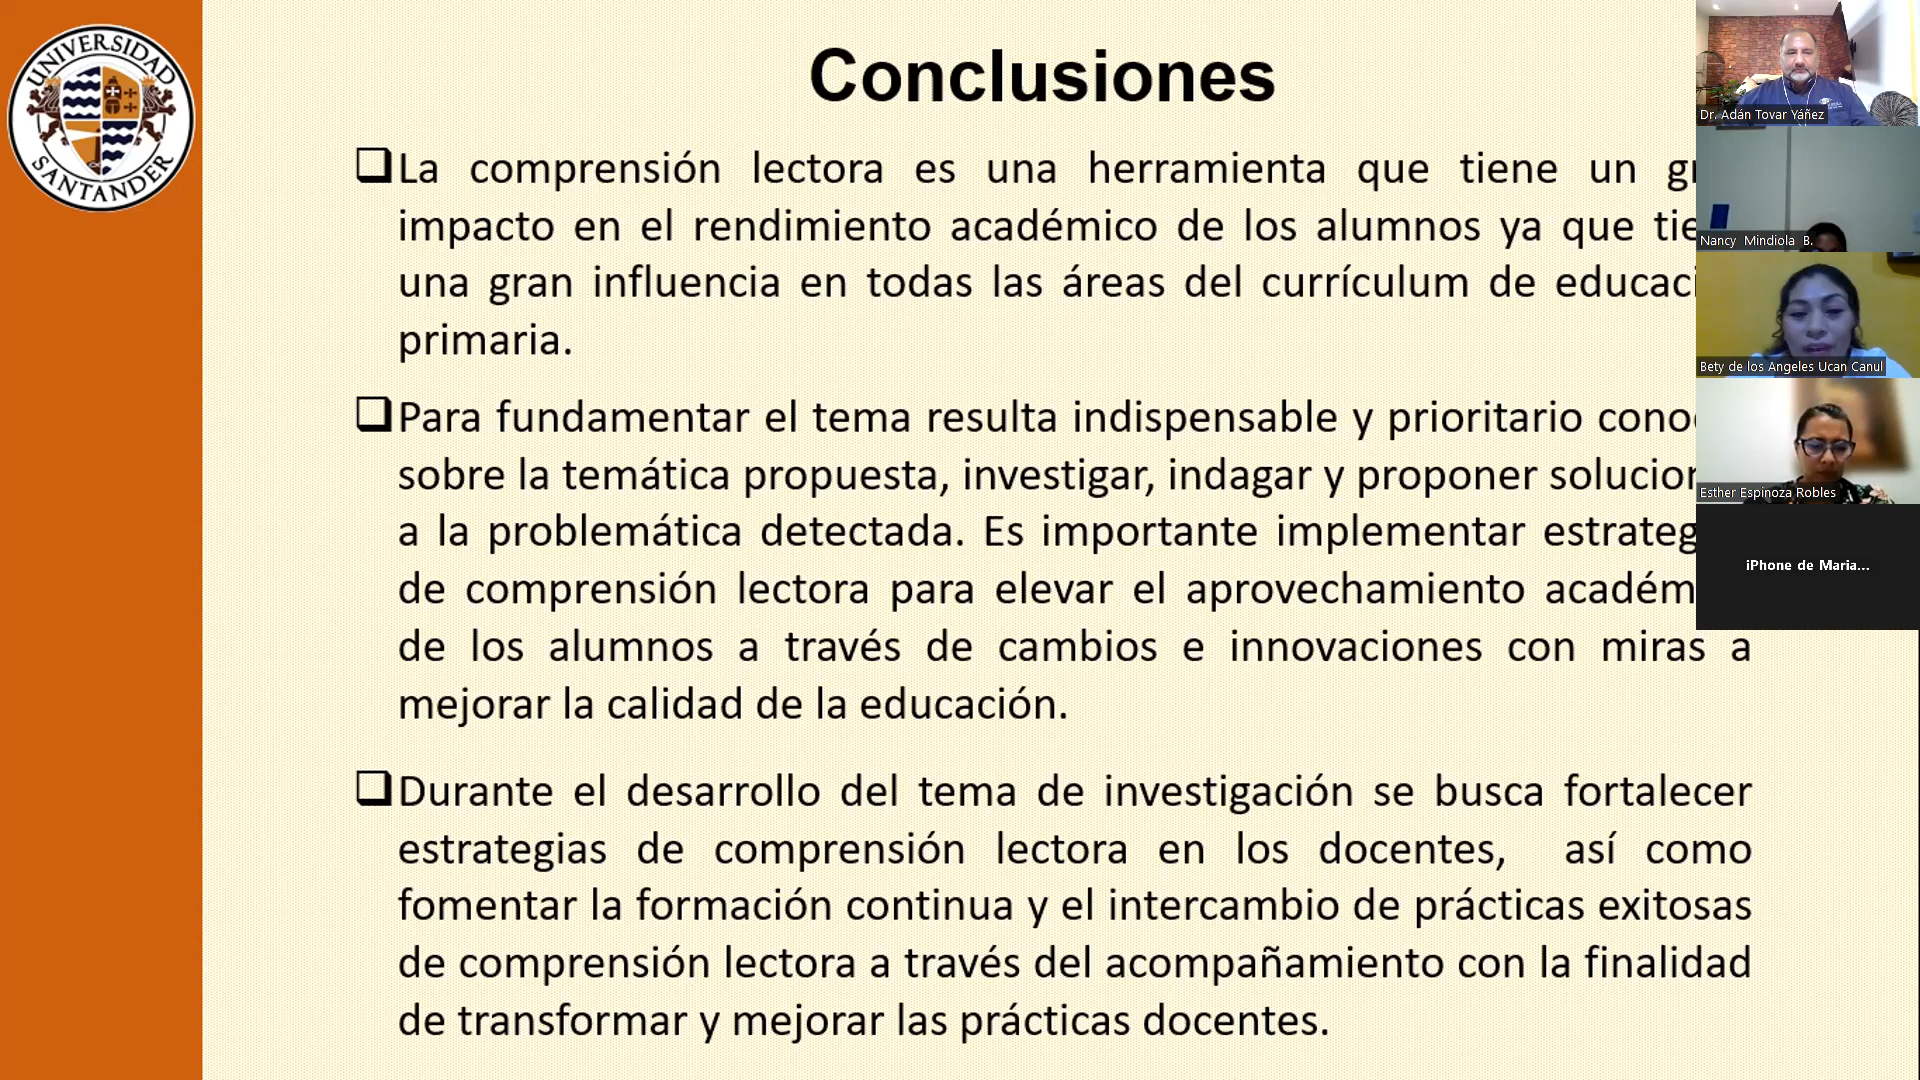 UNIVERSIDAD
SANTANDER
Conclusiones
La comprensión lectora es una herramienta que tiene un
impacto en el rendimiento académico de los alumnos ya que
una gran influencia en todas las áreas del currículum de
primaria.
Para fundamentar el tema resulta indispensable y prioritario
sobre la temática propuesta, investigar, indagar y proponer
a la problemática detectada. Es importante implementar
de comprensión lectora para elevar el aprovechamiento
de los alumnos a través de cambios e innovaciones con miras a
mejorar la calidad de la educación.
Durante el desarrollo del tema de investigación se busca fortalecer
estrategias de comprensión lectora en los docentes, así como
fomentar la formación continua y el intercambio de prácticas exitosas
de comprensión lectora a través del acompañamiento con la finalidad
de transformar y mejorar las prácticas docentes.
Dr. Adán Tovar Yáñez
Nancy Mindiola B.
Bety de los Angeles Ucan Canul
Esther Espinoza Robles
iPhone de Maria...